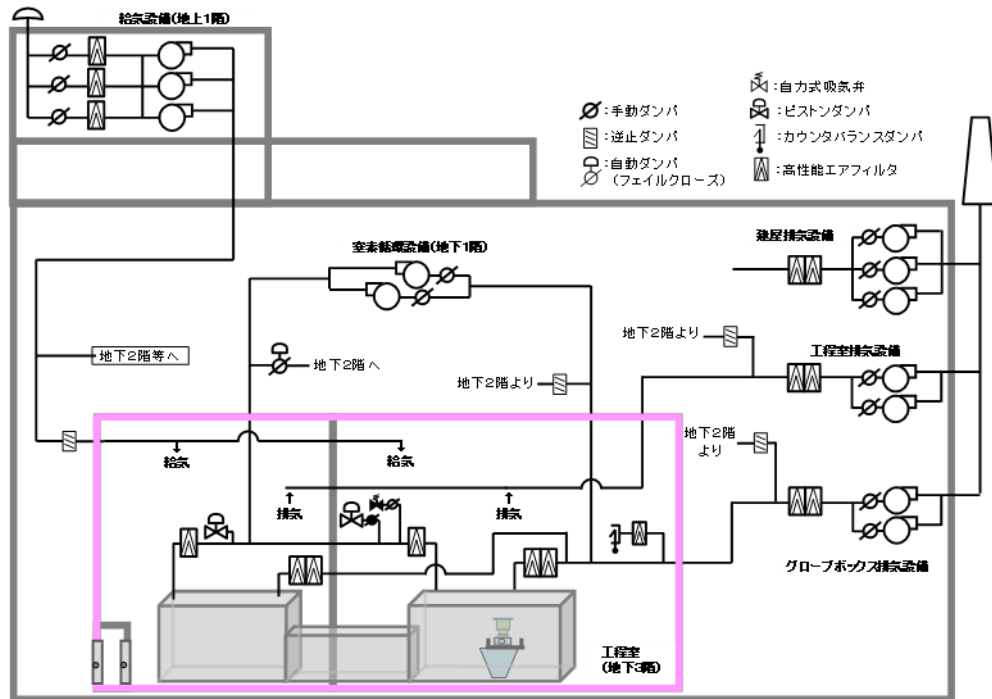 給気設備(地上1階)
:自力式吸気弁
:手動ダンパ
:ピストンダンパ
:逆止ダンパ
:カウンタバランスダンパ
:自動ダンパ
(フェイルクローズ)
:高性能エアフィルタ
窒素循環設備(地下1階)
建屋排気設備
地下2階等へ
地下2階へ
地下2階より
地下2階より
工程室排気設備
地下2階
より
給気
給気
排気
排気
グローブボックス排気設備
工程室
(地下3階)